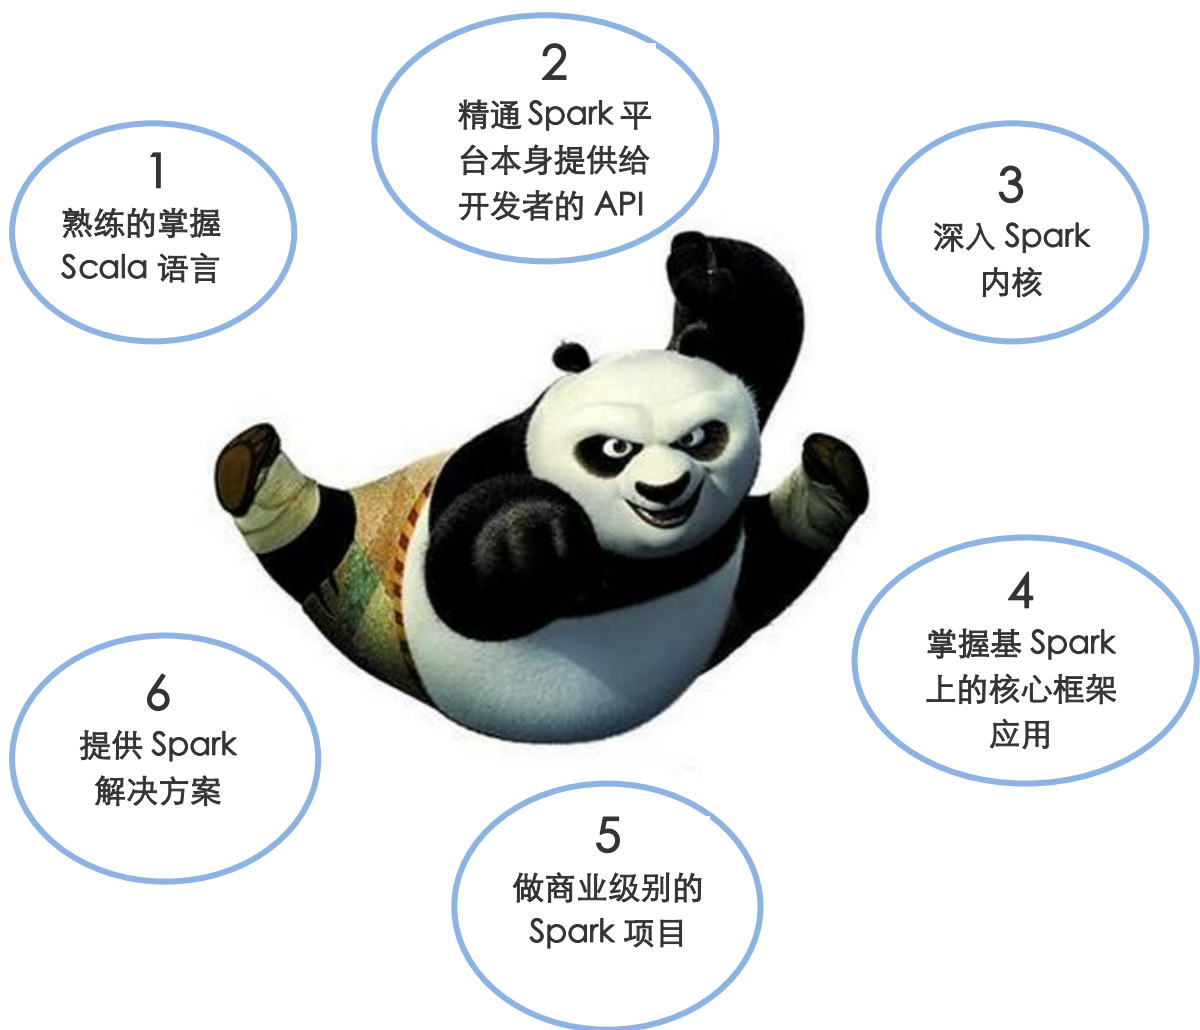 1
熟练的掌握
Scala 语言
2
精通 Spark 平
台本身提供给
开发者的 API
3
深入 Spark
内核
4
掌握基 Spark
上的核心框架
应用
5
做商业级别的
Spark 项目
6
提供 Spark
解决方案